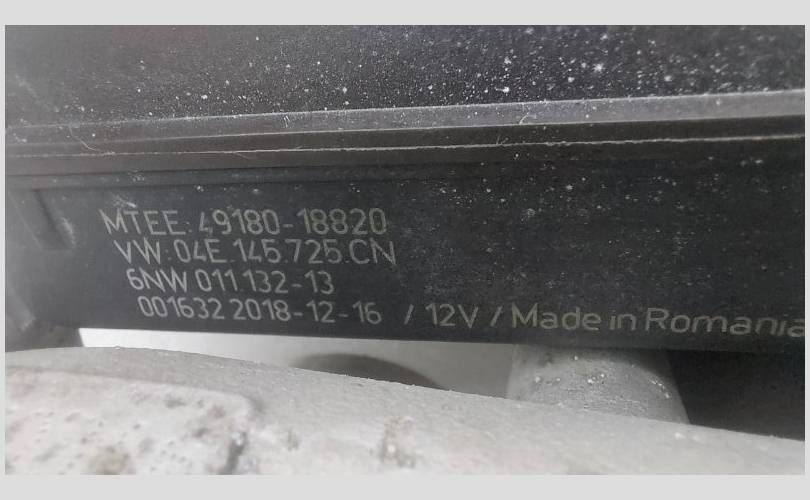 MTEE: 49180-18820
VW: 04E.145.725.CN
6NW 011.132-13
001632 2018-12-16 / 12V / Made in Romania